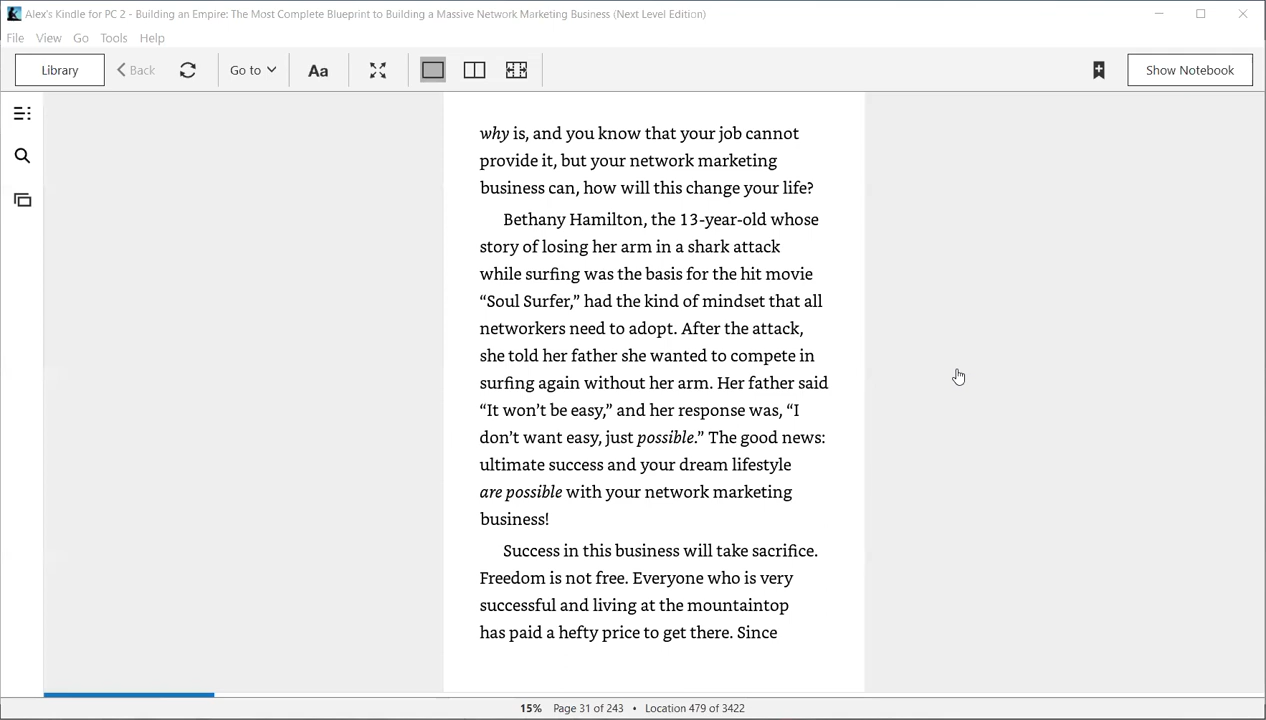 Alex's Kindle for PC 2 - Building an Empire: The Most Complete Blueprint to Building a Massive Network Marketing Business (Next Level Edition)
File View Go Tools Help
Library Back Go to Aa Show Notebook
why is, and you know that your job cannot
provide it, but your network marketing
business can, how will this change your life?
Bethany Hamilton, the 13-year-old whose
story of losing her arm in a shark attack
while surfing was the basis for the hit movie
“Soul Surfer,” had the kind of mindset that all
networkers need to adopt. After the attack,
she told her father she wanted to compete in
surfing again without her arm. Her father said
“It won’t be easy,” and her response was, “I
don’t want easy, just possible.” The good news:
ultimate success and your dream lifestyle
are possible with your network marketing
business!
Success in this business will take sacrifice.
Freedom is not free. Everyone who is very
successful and living at the mountaintop
has paid a hefty price to get there. Since
15% Page 31 of 243 • Location 479 of 3422